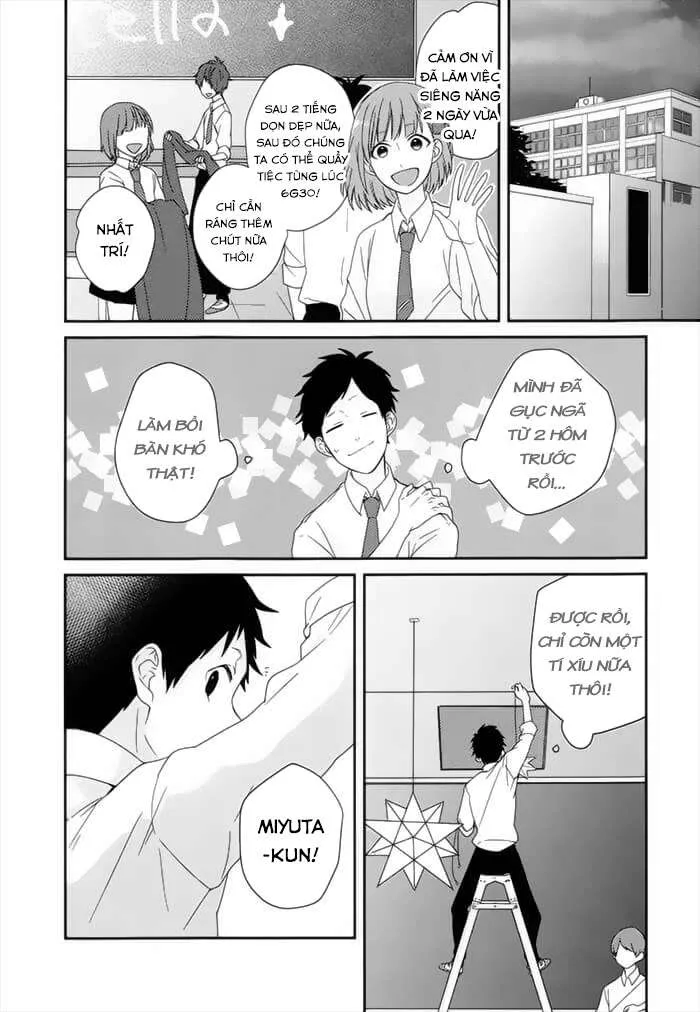 ella
CẢM ƠN VÌ
ĐÃ LÀM VIỆC
SIÊNG NĂNG
2 NGÀY VỪA
QUA!
SAU 2 TIẾNG
DỌN DẸP NỮA,
SAU ĐÓ CHÚNG
TA CÓ THỂ QUẨY
TIỆC TÙNG LÚC
6G30!
CHỈ CẦN
RÁNG THÊM
CHÚT NỮA
THÔI!
NHẤT
TRÍ!
MÌNH ĐÃ
GỤC NGÃ
TỪ 2 HÔM
TRƯỚC
RỒI...
LÀM BỒI
BÀN KHÓ
THẬT!
ĐƯỢC RỒI,
CHỈ CÒN MỘT
TÍ XÍU NỮA
THÔI!
MIYUTA
-KUN!